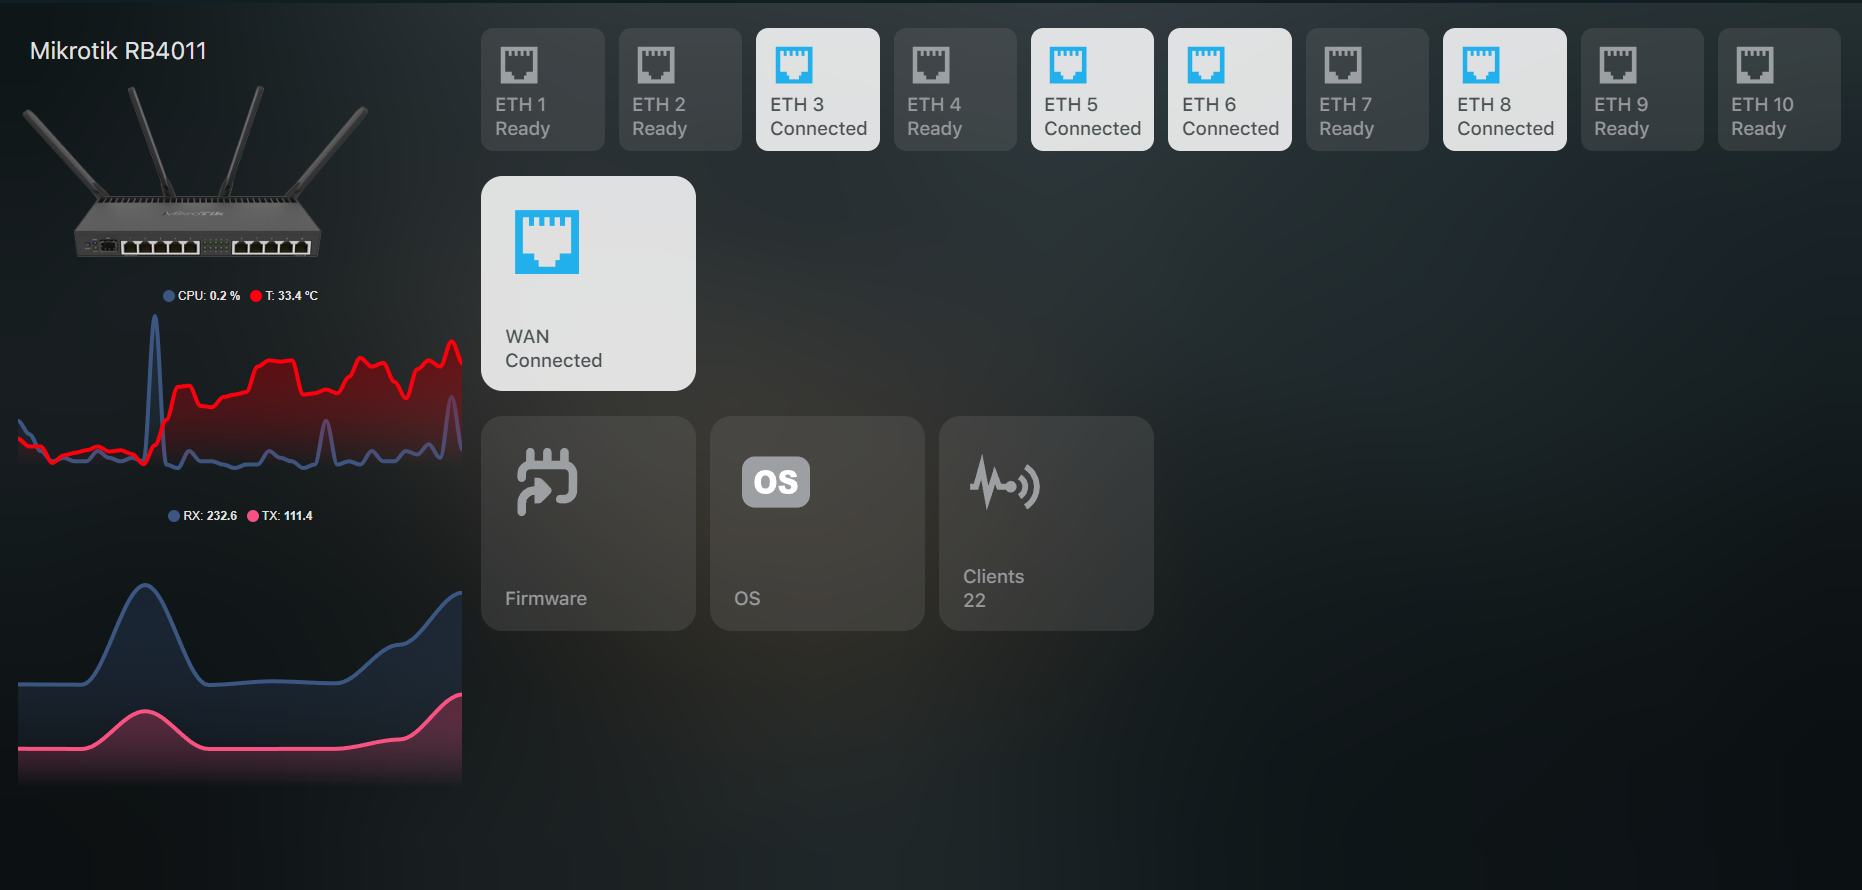 Mikrotik RB4011
MikroTik
CPU: 0.2 % T: 33.4 °C
RX: 232.6 TX: 111.4
ETH 1
Ready
ETH 2
Ready
ETH 3
Connected
ETH 4
Ready
ETH 5
Connected
ETH 6
Connected
ETH 7
Ready
ETH 8
Connected
ETH 9
Ready
ETH 10
Ready
WAN
Connected
Firmware
OS
OS
Clients
22